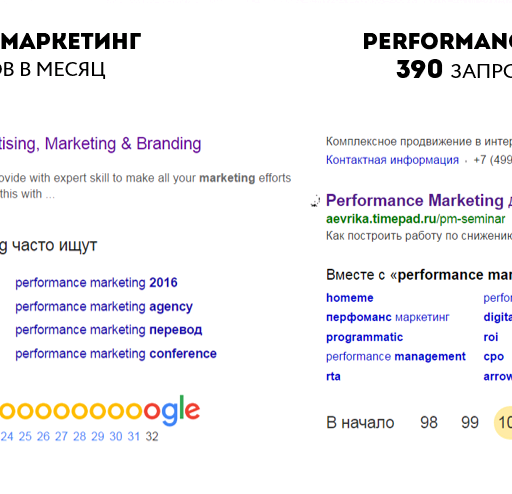 МАРКЕТИНГ
ОВ В МЕСЯЦ
tising, Marketing & Branding
ovide with expert skill to make all your marketing efforts
this with ...
g часто ищут
performance marketing 2016
performance marketing agency
performance marketing перевод
performance marketing conference
oooooooooogle
24 25 26 27 28 29 30 31 32
PERFORMANC
390 ЗАПРО
Комплексное продвижение в интер
Контактная информация · +7 (499
Performance Marketing д
aevrika.timepad.ru/pm-seminar
Как построить работу по снижению
Вместе с «performance mar
homeme perfo
перфоманс маркетинг digita
programmatic roi
performance management cpo
rta arrow
В начало 98 99 10